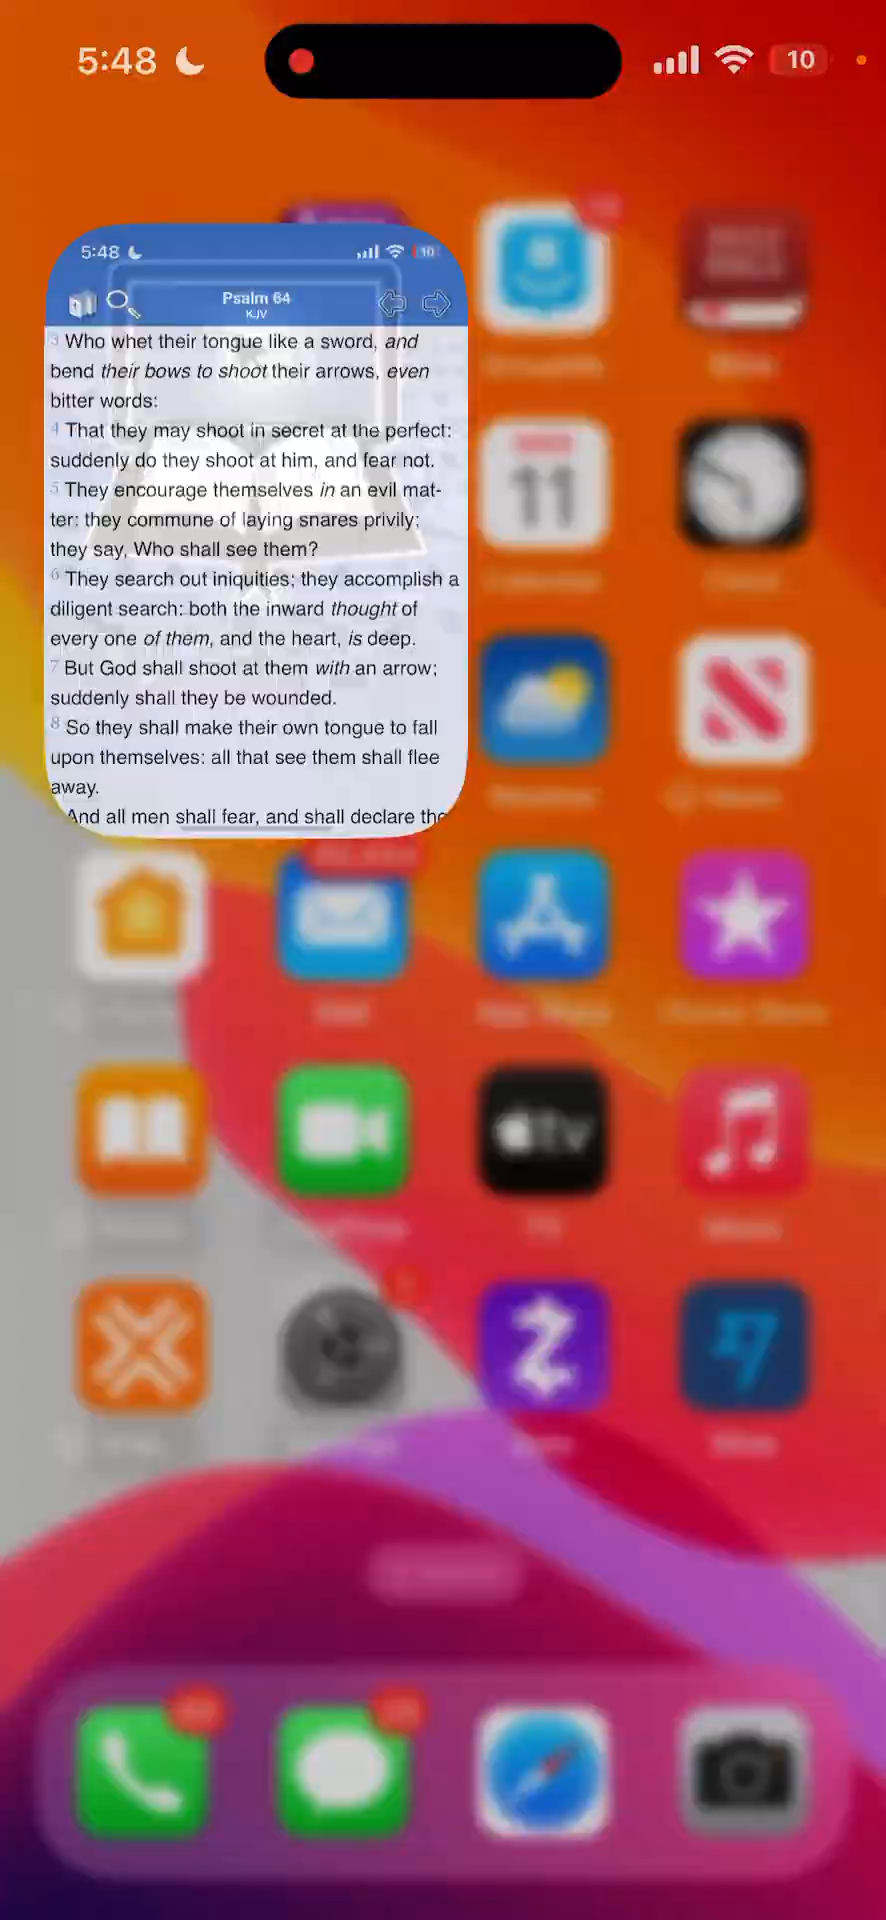 5:48
10
5:48
10
Psalm 64
KJV
3 Who whet their tongue like a sword, and
bend their bows to shoot their arrows, even
bitter words:
4 That they may shoot in secret at the perfect:
suddenly do they shoot at him, and fear not.
5 They encourage themselves in an evil mat-
ter: they commune of laying snares privily;
they say, Who shall see them?
6 They search out iniquities; they accomplish a
diligent search: both the inward thought of
every one of them, and the heart, is deep.
7 But God shall shoot at them with an arrow;
suddenly shall they be wounded.
8 So they shall make their own tongue to fall
upon themselves: all that see them shall flee
away.
And all men shall fear, and shall declare the
11
tv